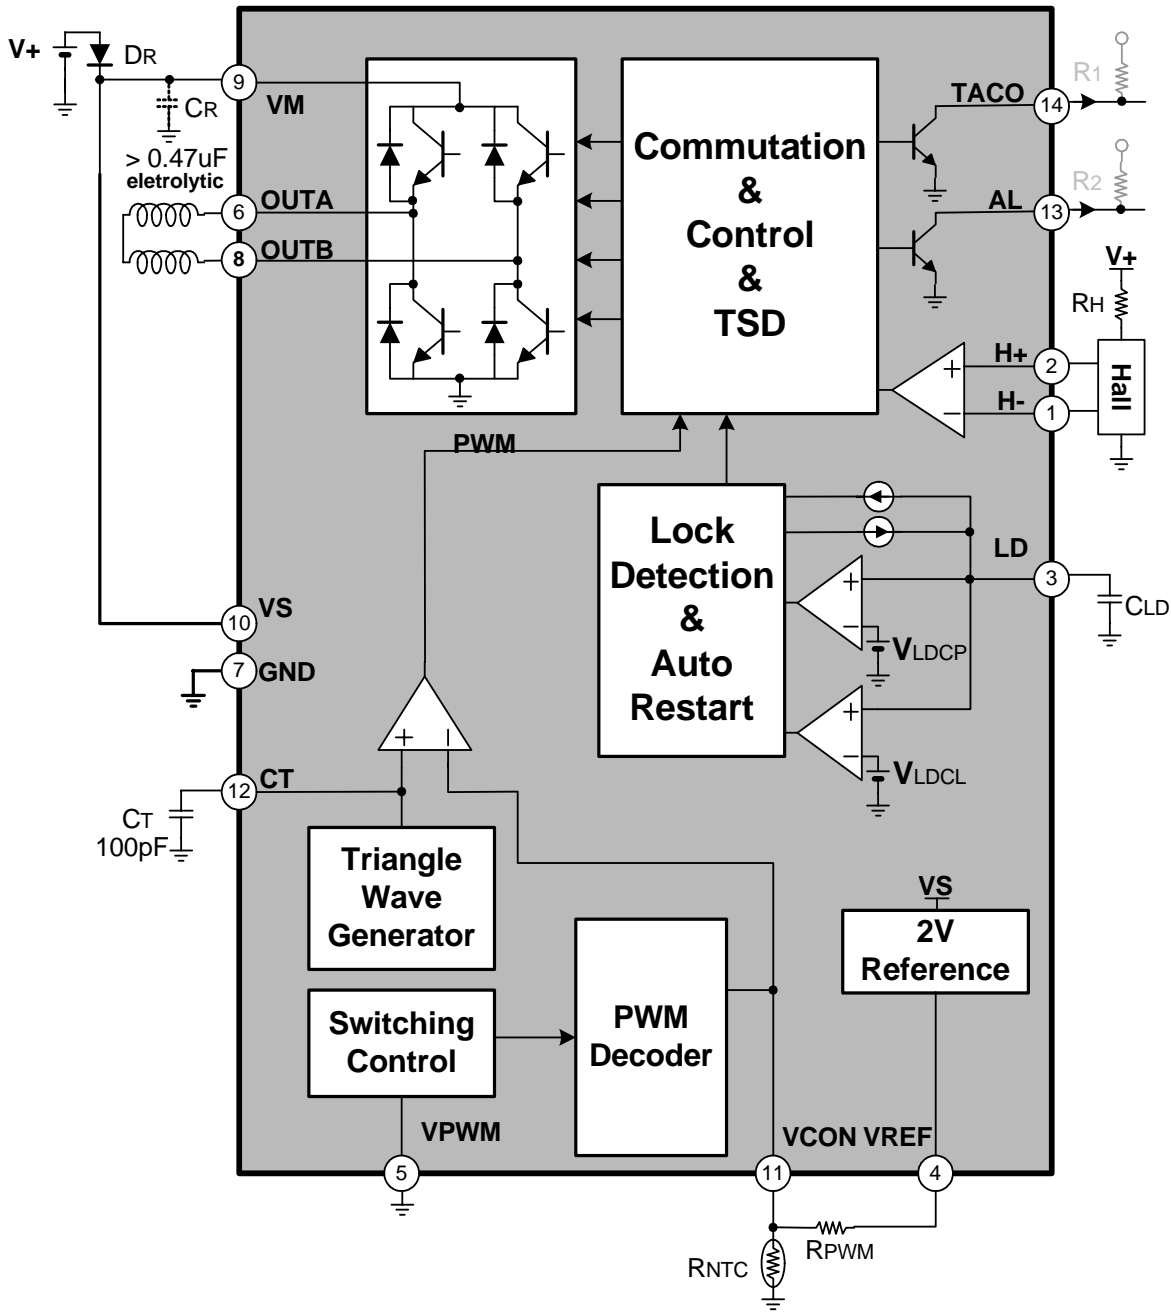 V+
DR
CR
> 0.47uF
eletrolytic
9
VM
6
OUTA
8
OUTB
Commutation
&
Control
&
TSD
TACO
14
R1
AL
13
R2
V+
RH
H+
2
H-
1
Hall
+
−
PWM
Lock
Detection
&
Auto
Restart
LD
3
CLD
+
−
VLDCP
+
−
VLDCL
VS
10
7
GND
+
−
CT
12
CT
100pF
Triangle
Wave
Generator
VS
2V
Reference
Switching
Control
PWM
Decoder
VPWM
5
VCON
VREF
11
4
RPWM
RNTC